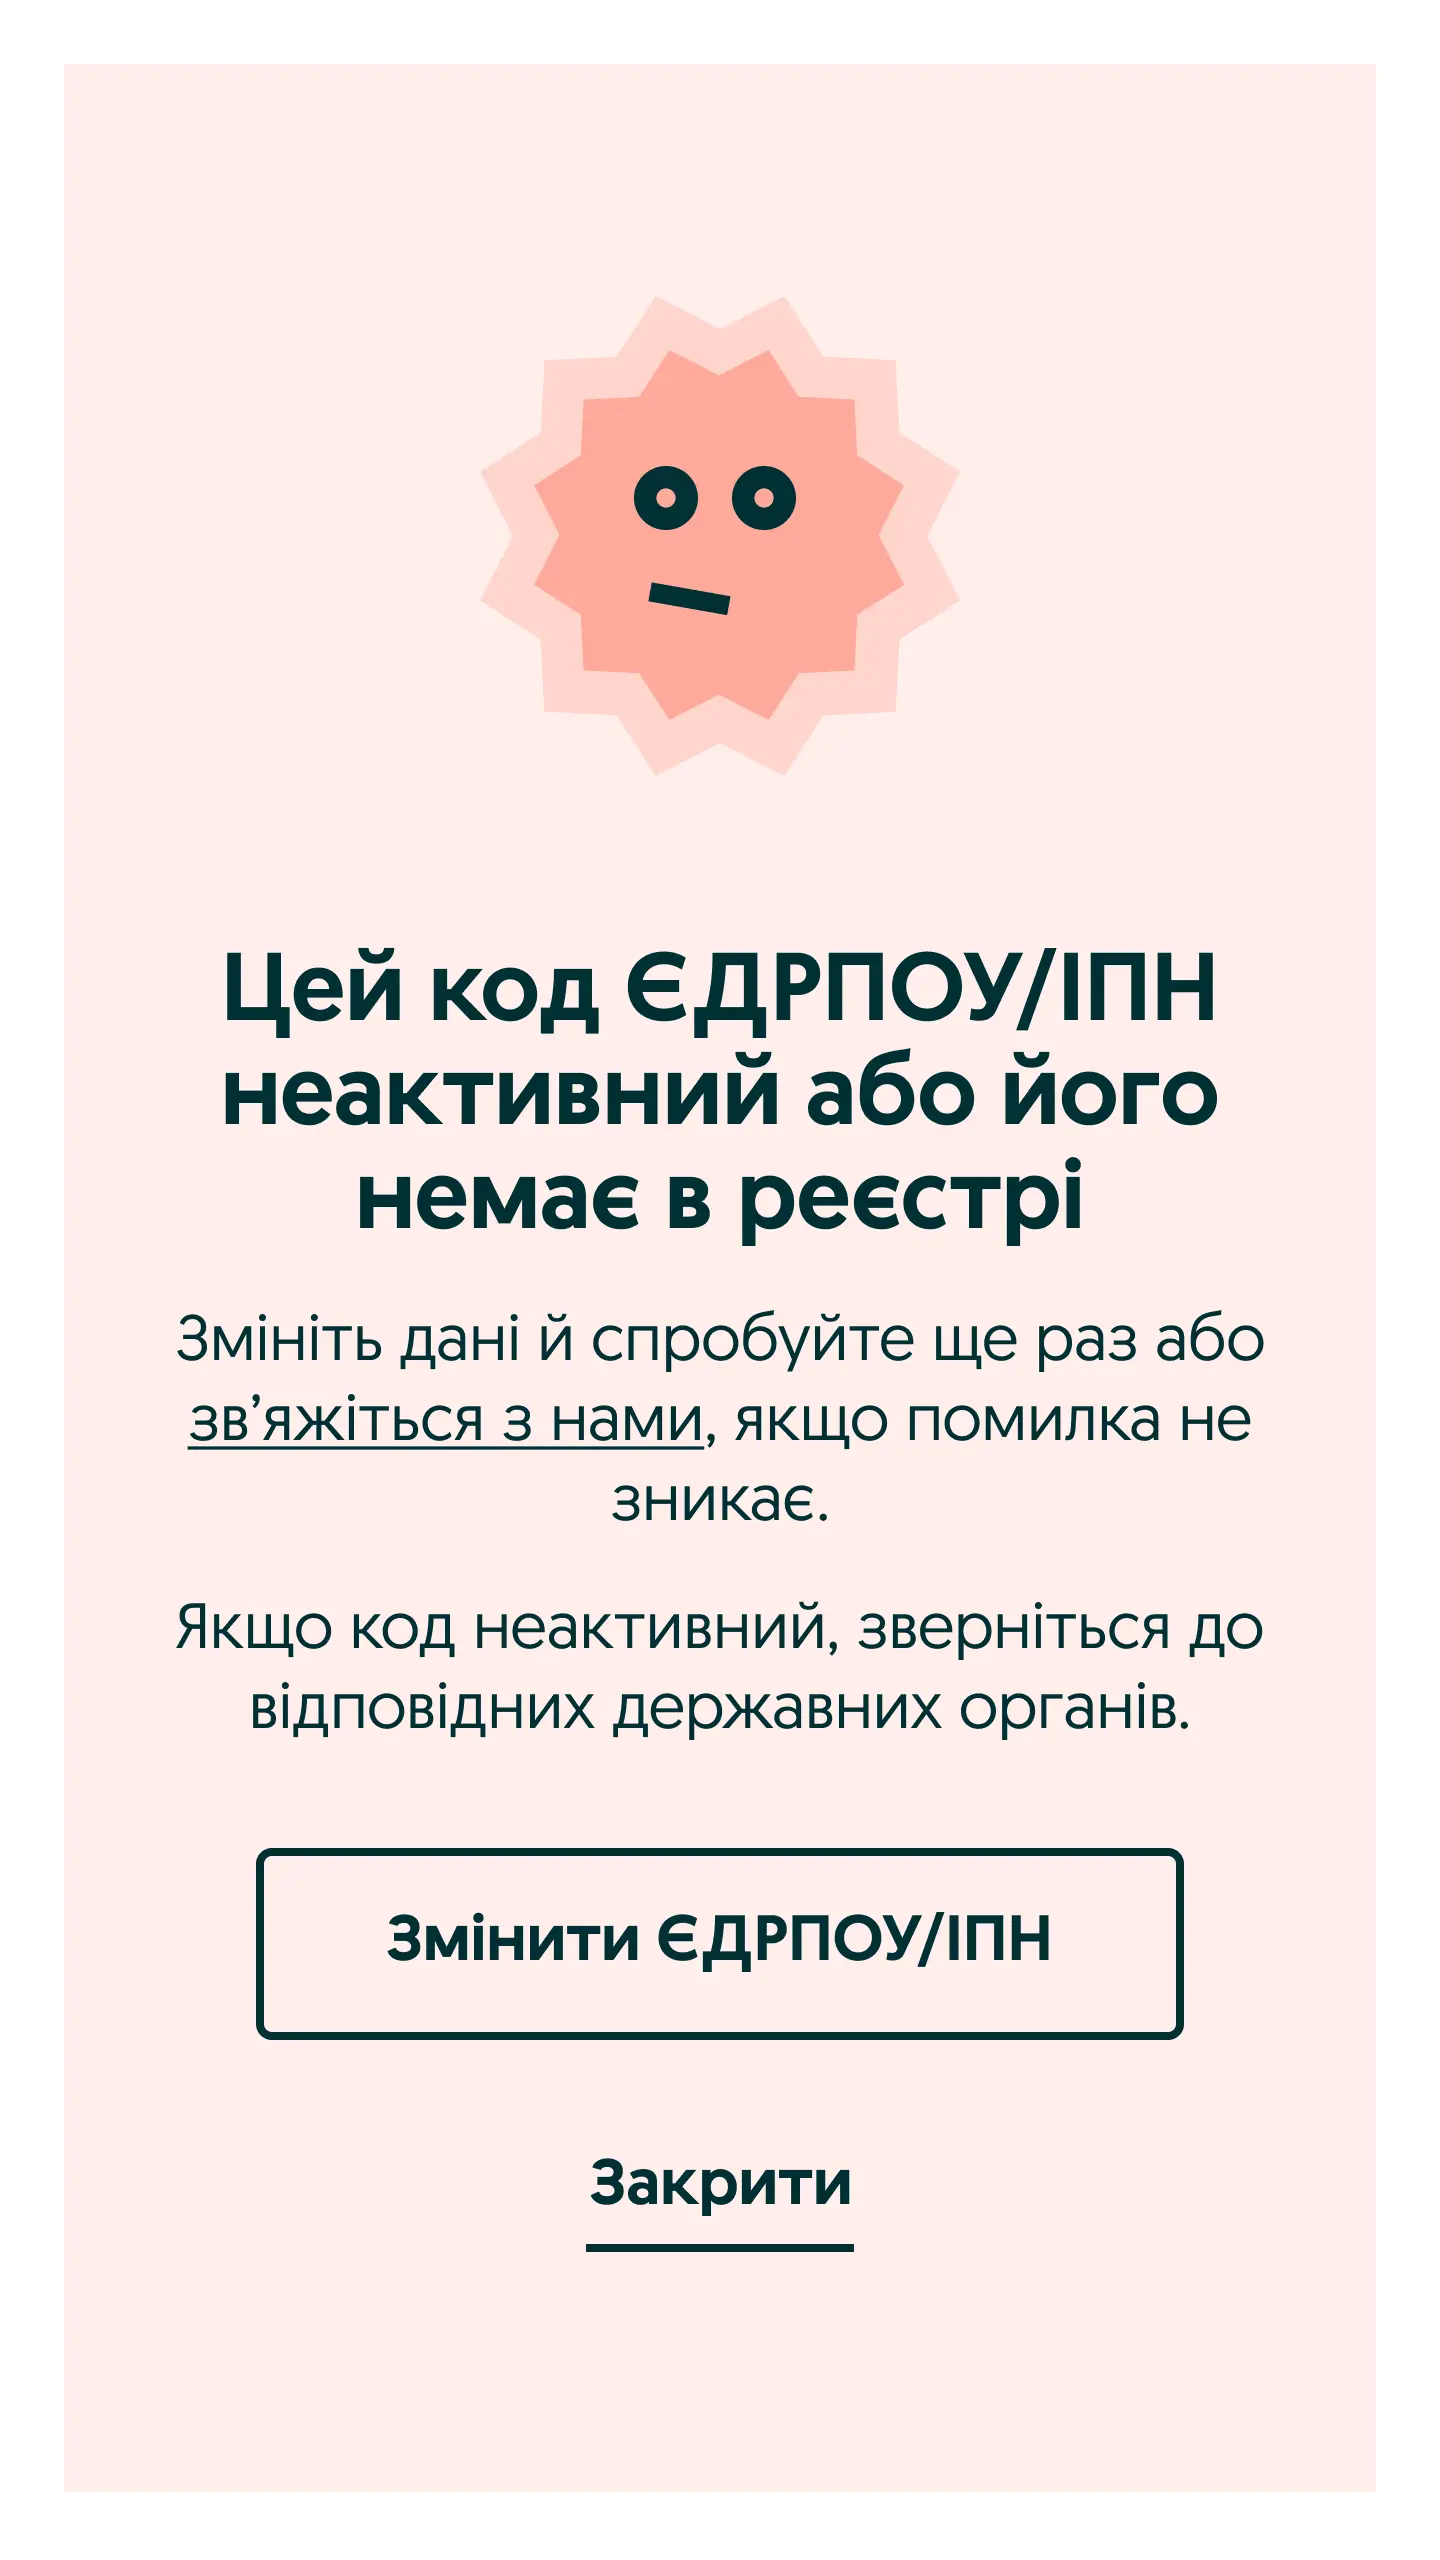 Цей код ЄДРПОУ/ІПН
неактивний або його
немає в реєстрі
Змініть дані й спробуйте ще раз або
зв’яжіться з нами, якщо помилка не
зникає.
Якщо код неактивний, зверніться до
відповідних державних органів.
Змінити ЄДРПОУ/ІПН
Закрити